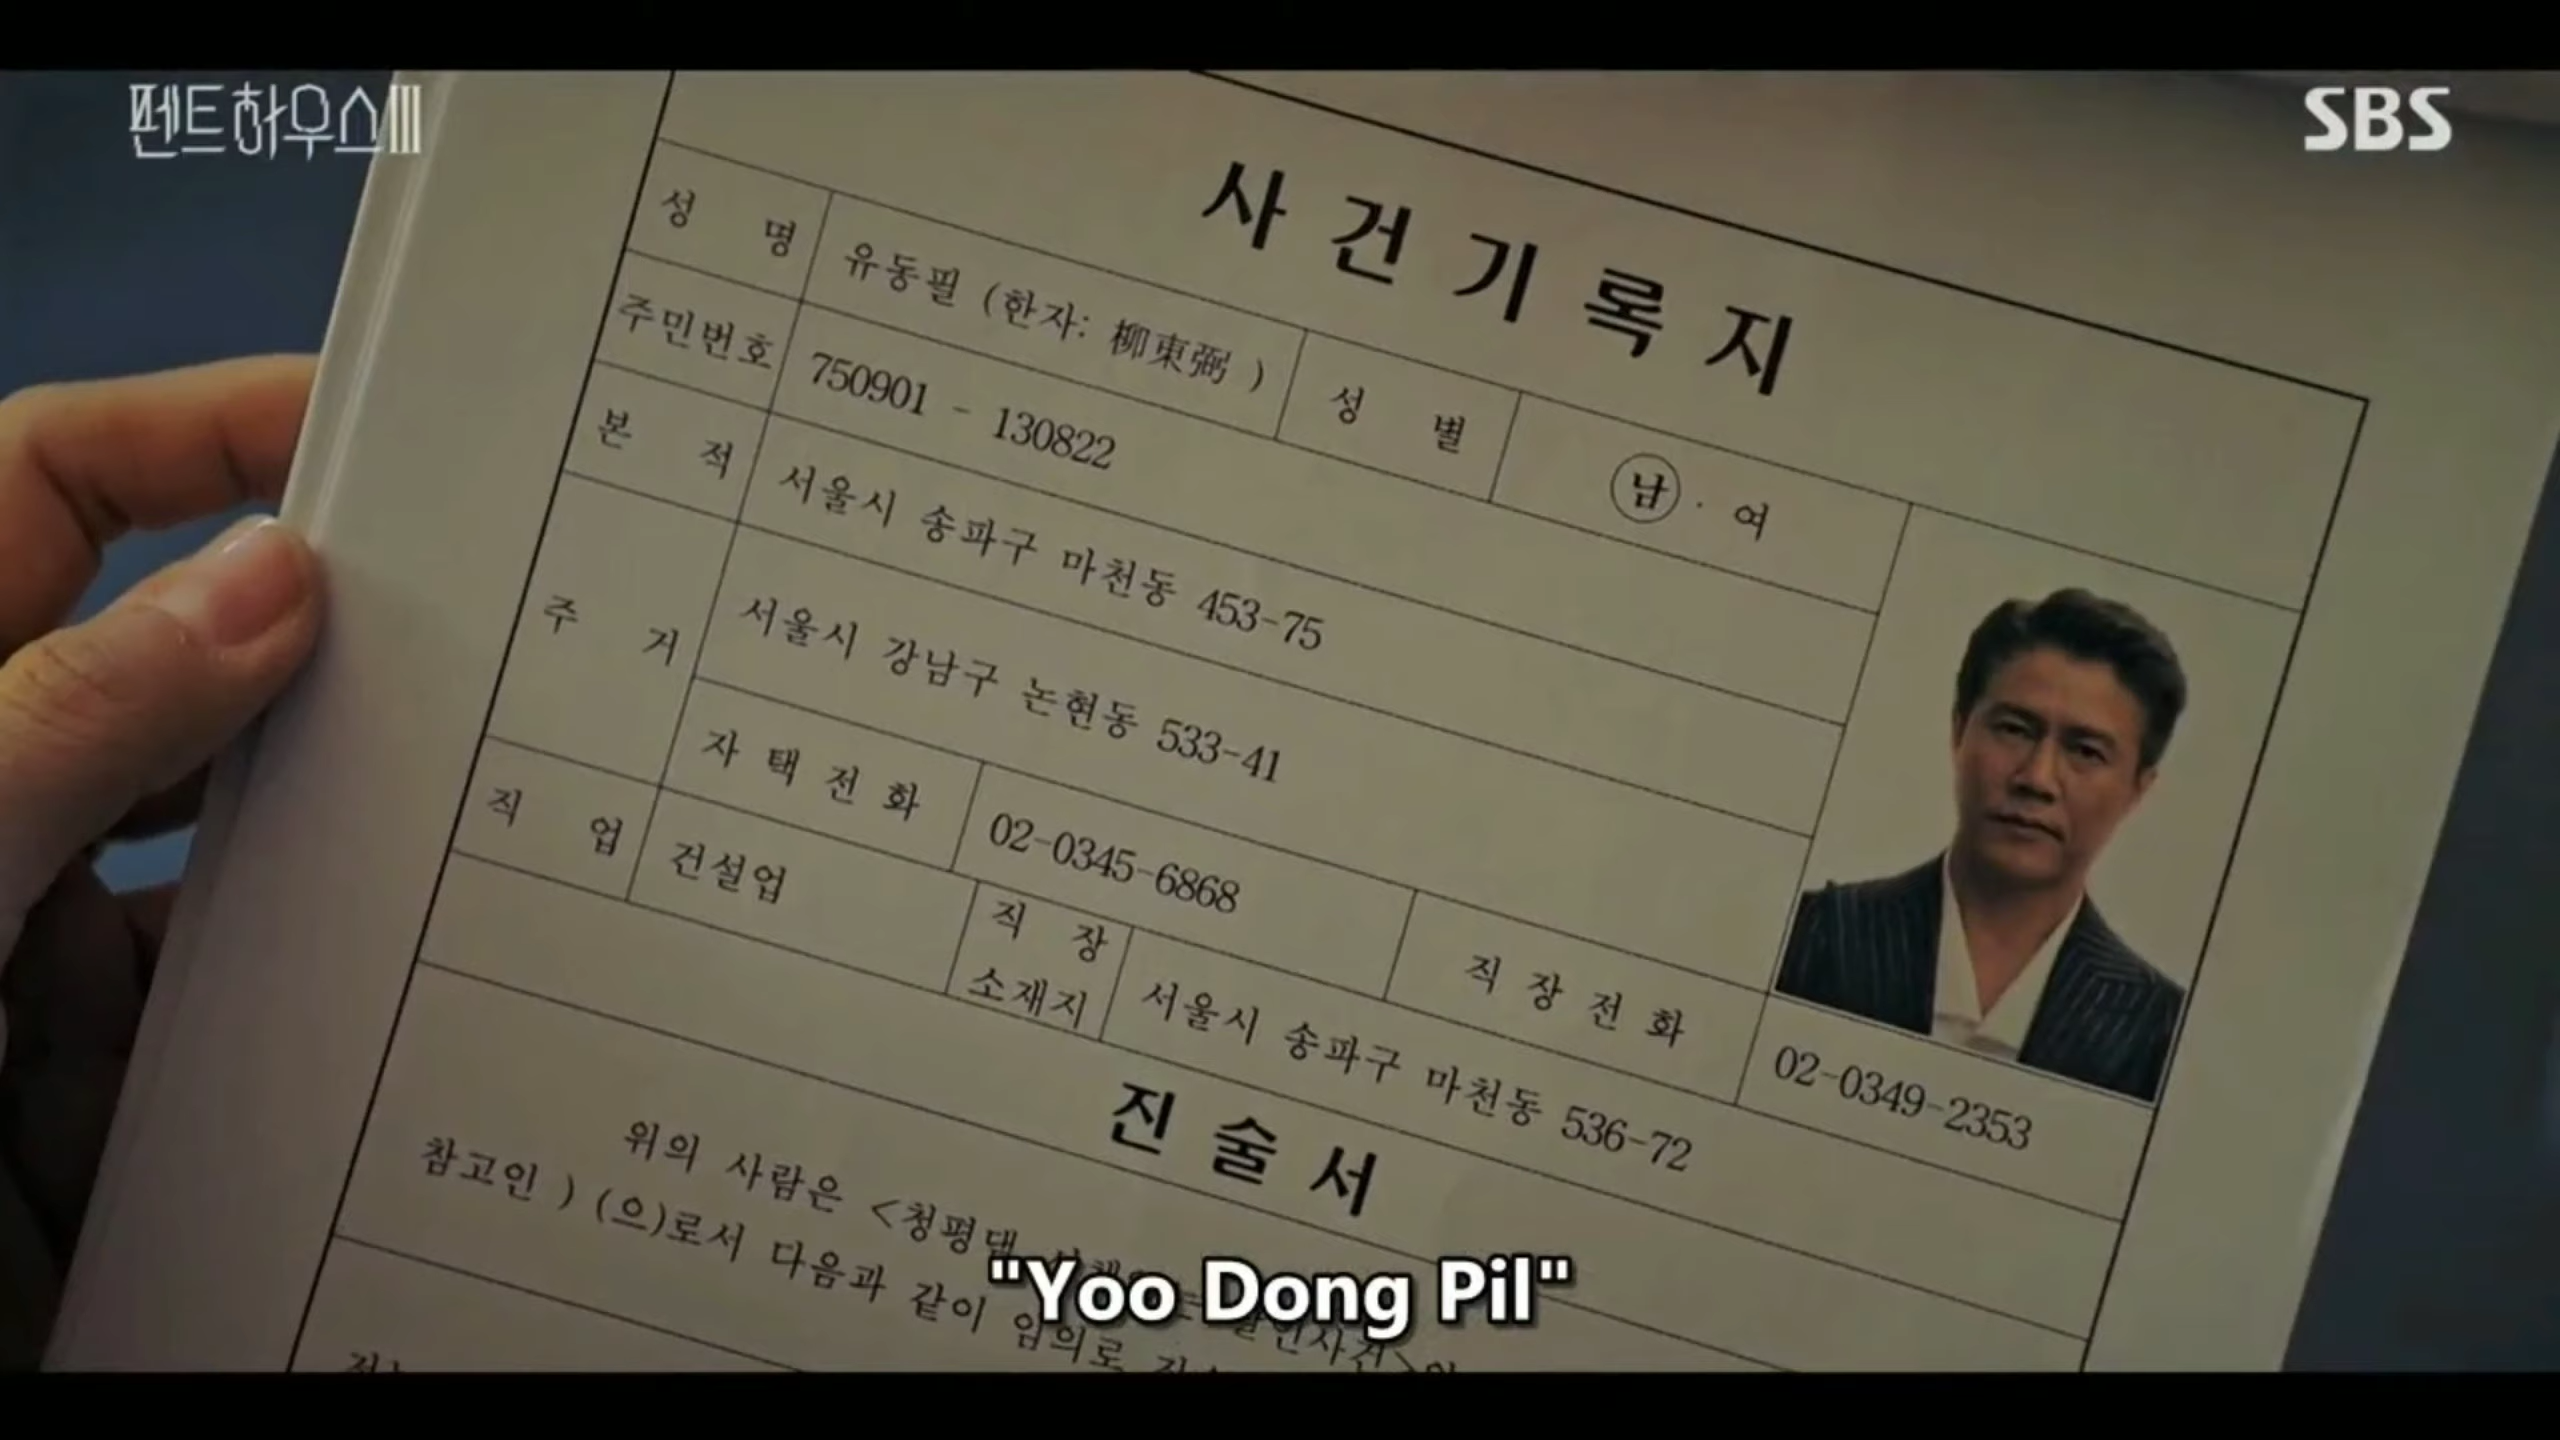 펜트하우스III
SBS
사건기록지
성 명 유동필 (한자: 柳東弼 ) 성 별 남 · 여
주민번호 750901 - 130822
본 적 서울시 송파구 마천동 453-75
주 거 서울시 강남구 논현동 533-41
자택전화 02-0345-6868 직장전화 02-0349-2353
직 업 건설업 직 장 소재지 서울시 송파구 마천동 536-72
진술서
위의 사람은 <청평댐
참고인 ) (으)로서 다음과 같이 임의로
"Yoo Dong Pil"